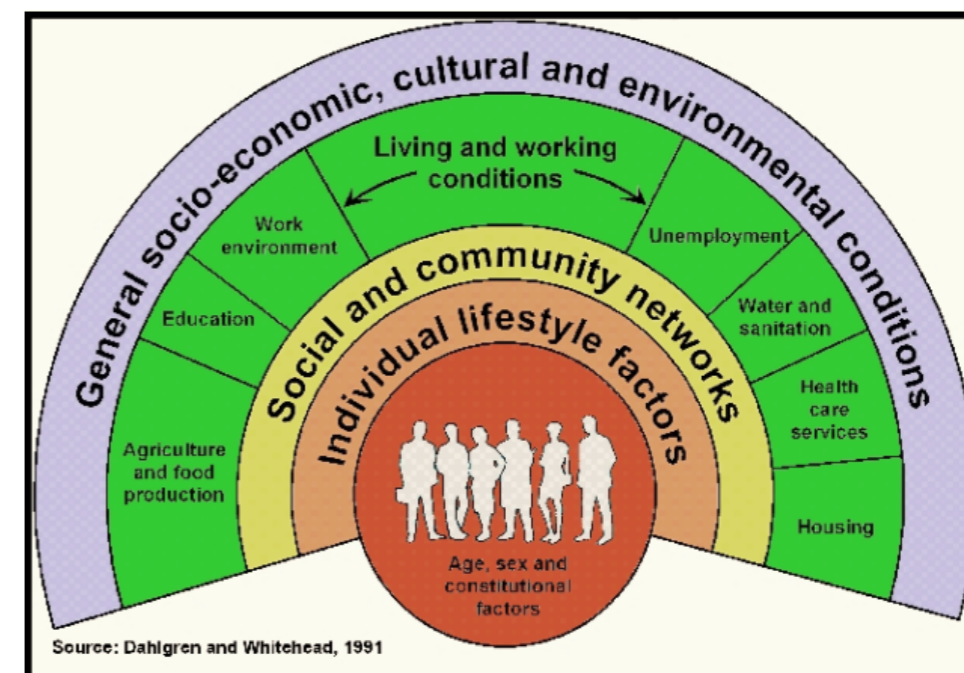 General socio-economic, cultural and environmental conditions
Living and working
conditions
Work
environment
Unemployment
Education
Water and
sanitation
Agriculture
and food
production
Health
care
services
Housing
Social and community networks
Individual lifestyle factors
Age, sex and
constitutional
factors
Source: Dahlgren and Whitehead, 1991